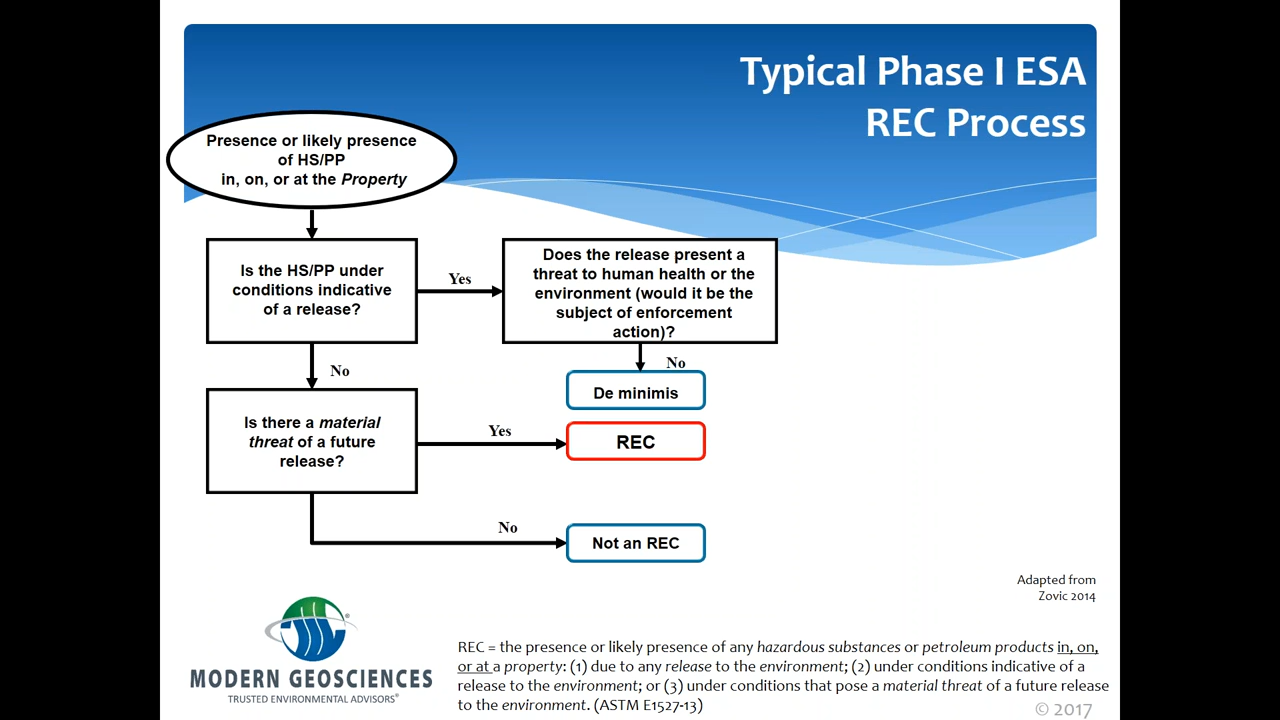 Typical Phase I ESA
REC Process
Presence or likely presence
of HS/PP
in, on, or at the Property
Is the HS/PP under
conditions indicative
of a release?
Yes
Does the release present a
threat to human health or the
environment (would it be the
subject of enforcement
action)?
No
No
De minimis
Is there a material
threat of a future
release?
Yes
REC
No
Not an REC
Adapted from
Zovic 2014
MODERN GEOSCIENCES
TRUSTED ENVIRONMENTAL ADVISORS®
REC = the presence or likely presence of any hazardous substances or petroleum products in, on,
or at a property: (1) due to any release to the environment; (2) under conditions indicative of a
release to the environment; or (3) under conditions that pose a material threat of a future release
to the environment. (ASTM E1527-13)
© 2017